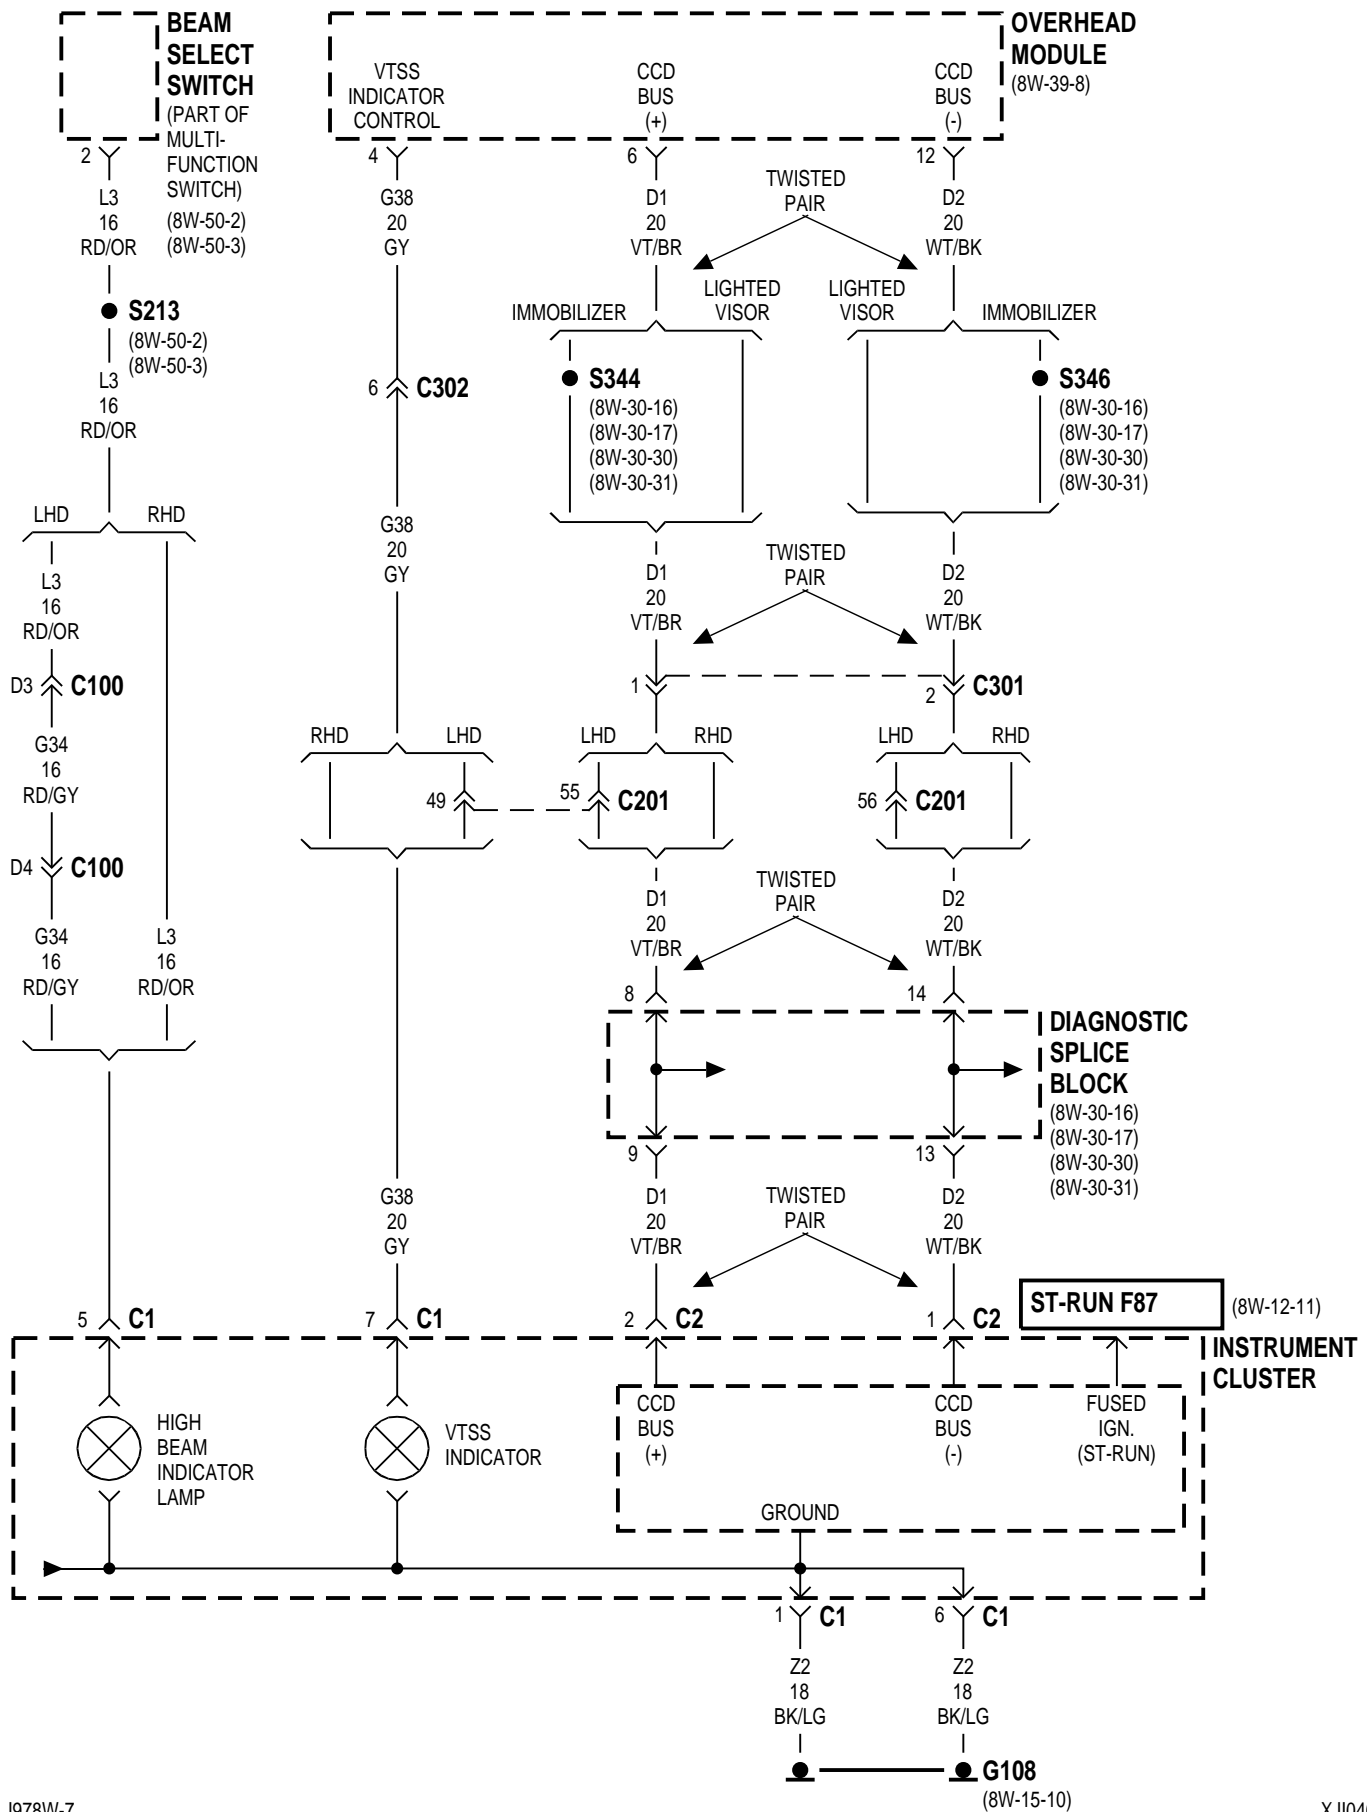 BEAM
SELECT
SWITCH
(PART OF
MULTI-
FUNCTION
SWITCH)
(8W-50-2)
(8W-50-3)
OVERHEAD
MODULE
(8W-39-8)
VTSS
INDICATOR
CONTROL
CCD
BUS
(+)
CCD
BUS
(-)
2
4
6
12
L3
16
RD/OR
G38
20
GY
D1
20
VT/BR
TWISTED
PAIR
D2
20
WT/BK
S213
(8W-50-2)
(8W-50-3)
IMMOBILIZER
LIGHTED
VISOR
LIGHTED
VISOR
IMMOBILIZER
L3
16
RD/OR
6
C302
S344
(8W-30-16)
(8W-30-17)
(8W-30-30)
(8W-30-31)
S346
(8W-30-16)
(8W-30-17)
(8W-30-30)
(8W-30-31)
LHD
RHD
G38
20
GY
L3
16
RD/OR
D1
20
VT/BR
TWISTED
PAIR
D2
20
WT/BK
D3
C100
1
2
C301
G34
16
RD/GY
RHD
LHD
LHD
RHD
LHD
RHD
49
55
C201
56
C201
D4
C100
G34
16
RD/GY
L3
16
RD/OR
D1
20
VT/BR
TWISTED
PAIR
D2
20
WT/BK
8
14
DIAGNOSTIC
SPLICE
BLOCK
(8W-30-16)
(8W-30-17)
(8W-30-30)
(8W-30-31)
9
13
G38
20
GY
D1
20
VT/BR
TWISTED
PAIR
D2
20
WT/BK
5
C1
7
C1
2
C2
1
C2
ST-RUN F87
(8W-12-11)
INSTRUMENT
CLUSTER
HIGH
BEAM
INDICATOR
LAMP
VTSS
INDICATOR
CCD
BUS
(+)
CCD
BUS
(-)
FUSED
IGN.
(ST-RUN)
GROUND
1
C1
6
C1
Z2
18
BK/LG
Z2
18
BK/LG
G108
(8W-15-10)
J978W-7